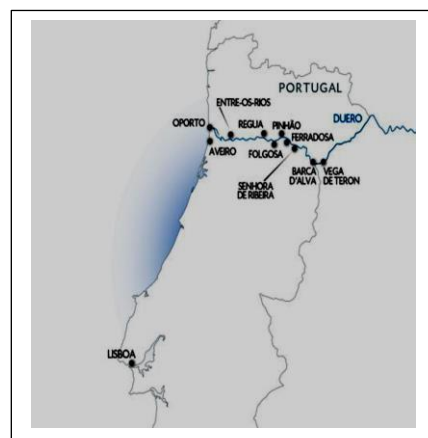 PORTUGAL
ENTRE-OS-RIOS
DUERO
OPORTO
REGUA
PINHÃO
FERRADOSA
AVEIRO
FOLGOSA
SENHORA
DE RIBEIRA
BARCA
D'ALVA
VEGA
DE TERON
LISBOA